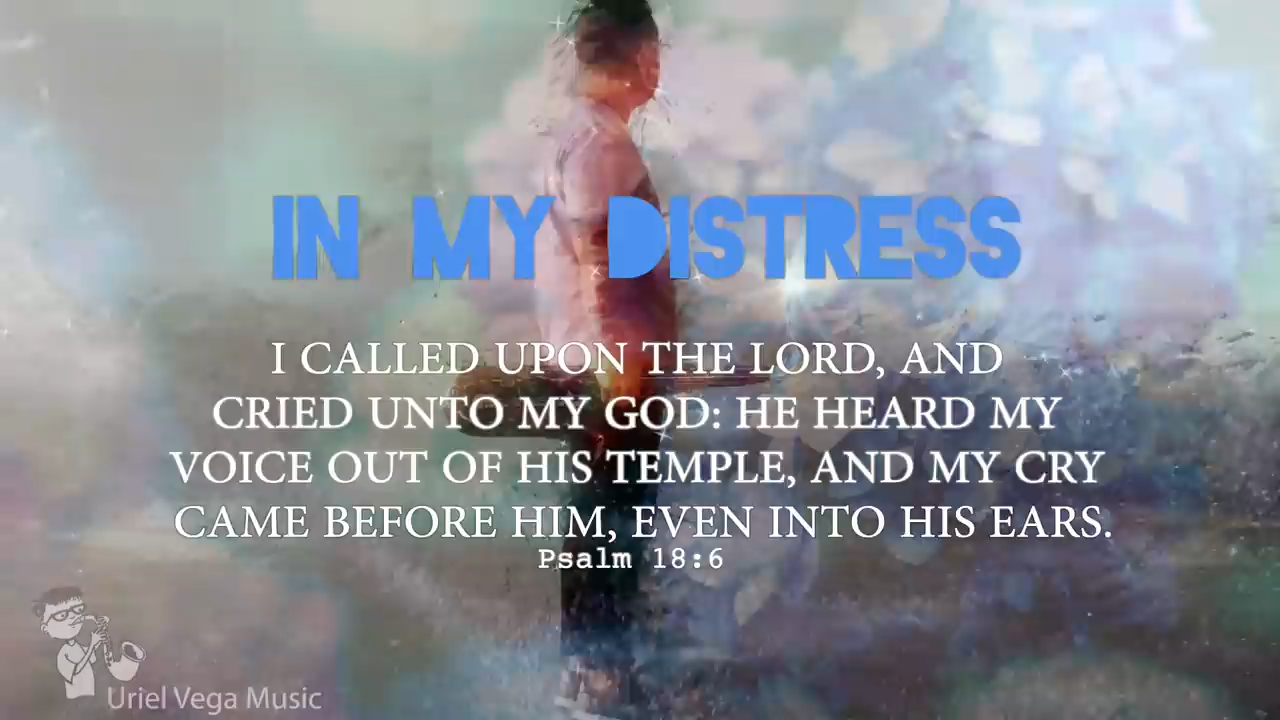 IN MY DISTRESS
I CALLED UPON THE LORD, AND
CRIED UNTO MY GOD: HE HEARD MY
VOICE OUT OF HIS TEMPLE, AND MY CRY
CAME BEFORE HIM, EVEN INTO HIS EARS.
Psalm 18:6
Uriel Vega Music